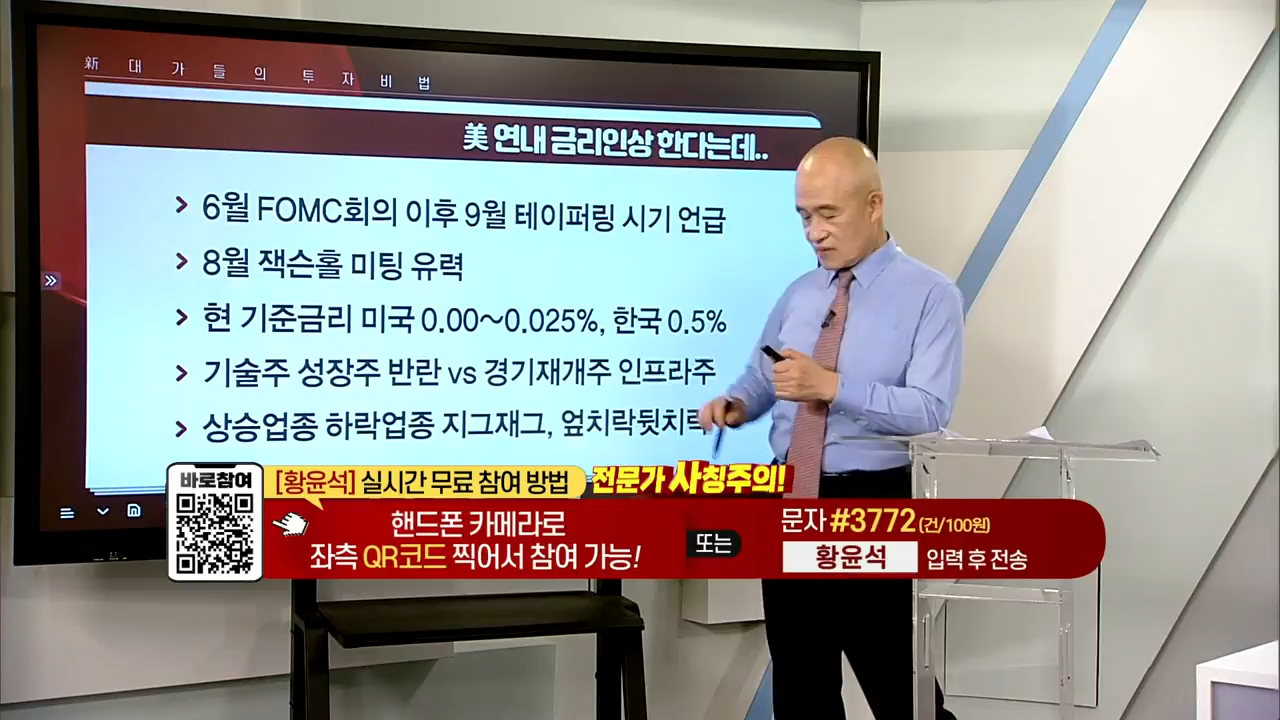 新 대가들의 투자비법
美 연내 금리인상 한다는데..
> 6월 FOMC회의 이후 9월 테이퍼링 시기 언급
> 8월 잭슨홀 미팅 유력
> 현 기준금리 미국 0.00~0.025%, 한국 0.5%
> 기술주 성장주 반란 vs 경기재개주 인프라주
> 상승업종 하락업종 지그재그, 엎치락뒷치락
바로참여
[황윤석] 실시간 무료 참여 방법
전문가 사칭주의!
핸드폰 카메라로
좌측 QR코드 찍어서 참여 가능!
또는
문자 #3772 (건/100원)
황윤석 입력 후 전송